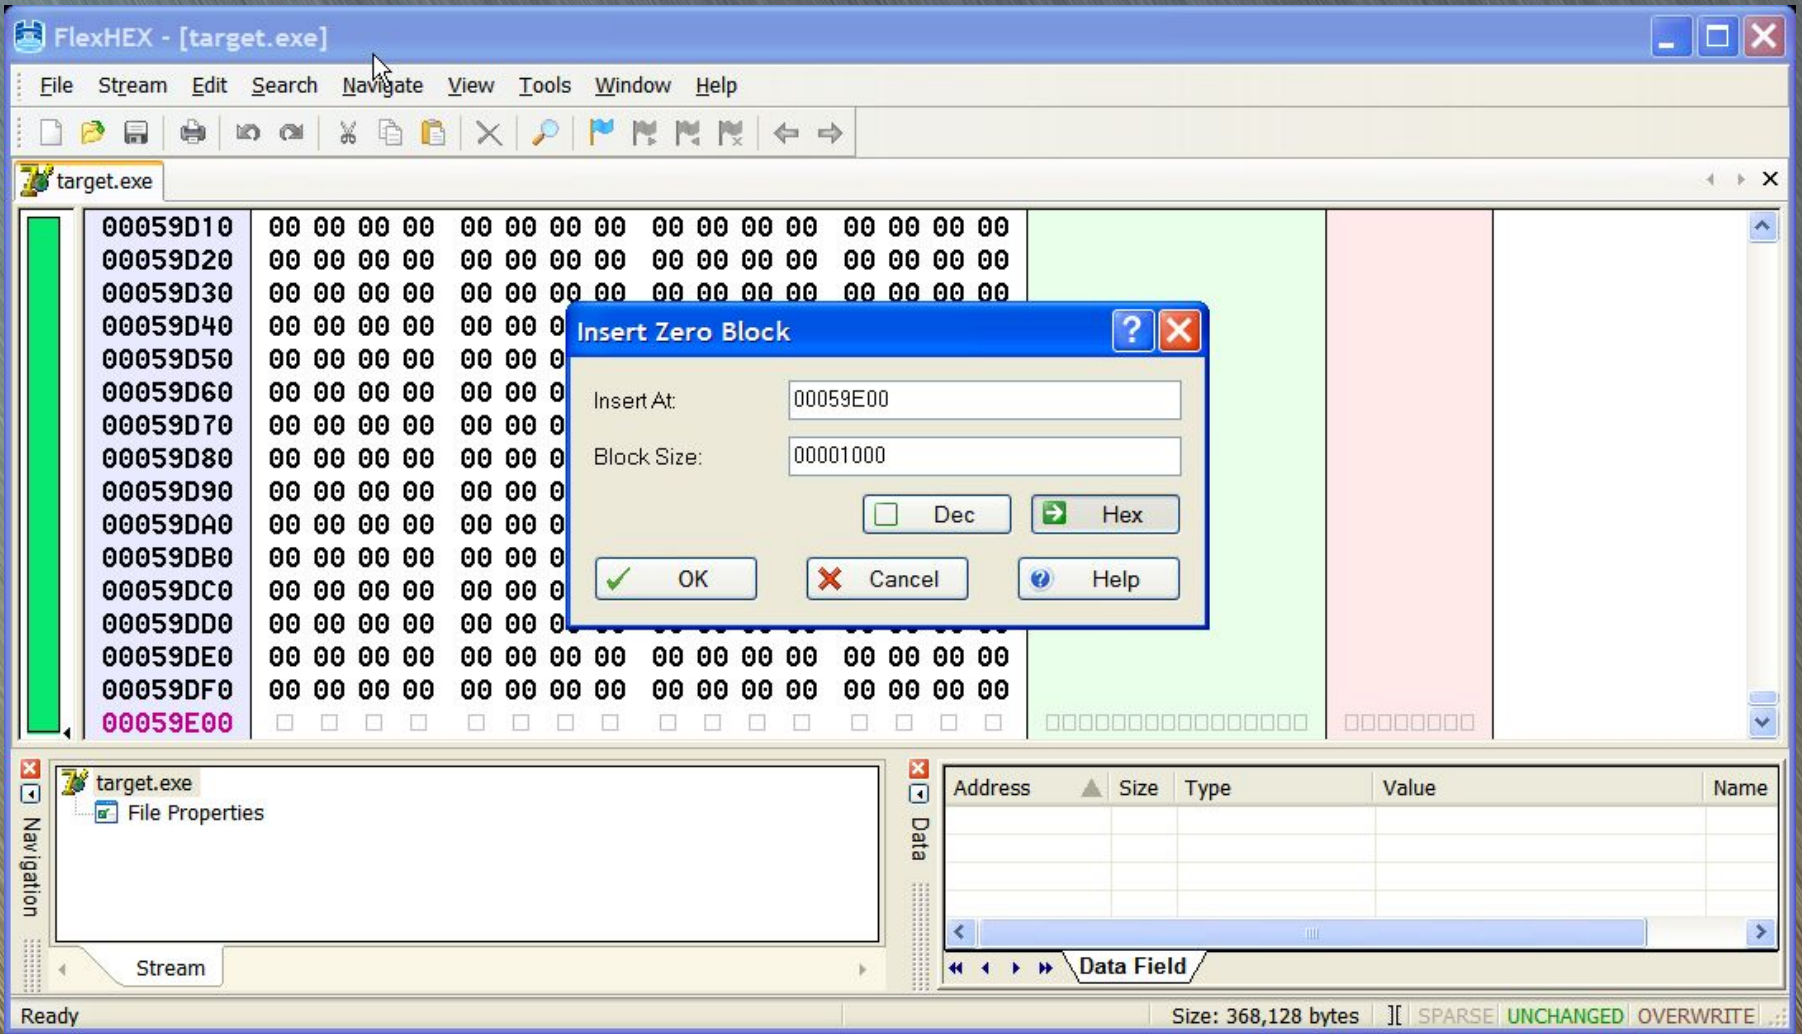 FlexHEX - [target.exe]
File Stream Edit Search Navigate View Tools Window Help
target.exe
00059D10 00 00 00 00 00 00 00 00 00 00 00 00 00 00 00 00
00059D20 00 00 00 00 00 00 00 00 00 00 00 00 00 00 00 00
00059D30 00 00 00 00 00 00 00 00 00 00 00 00 00 00 00 00
00059D40 00 00 00 00 00 00
00059D50 00 00 00 00 00 00
00059D60 00 00 00 00 00 00
00059D70 00 00 00 00 00 00
00059D80 00 00 00 00 00 00
00059D90 00 00 00 00 00 00
00059DA0 00 00 00 00 00 00
00059DB0 00 00 00 00 00 00
00059DC0 00 00 00 00 00 00
00059DD0 00 00 00 00 00 00
00059DE0 00 00 00 00 00 00 00 00 00 00 00 00 00 00 00 00
00059DF0 00 00 00 00 00 00 00 00 00 00 00 00 00 00 00 00
00059E00
Insert Zero Block
Insert At: 00059E00
Block Size: 00001000
Dec Hex
OK Cancel Help
Navigation
target.exe
File Properties
Stream
Data
Address Size Type Value Name
Data Field
Ready Size: 368,128 bytes ][ SPARSE UNCHANGED OVERWRITE